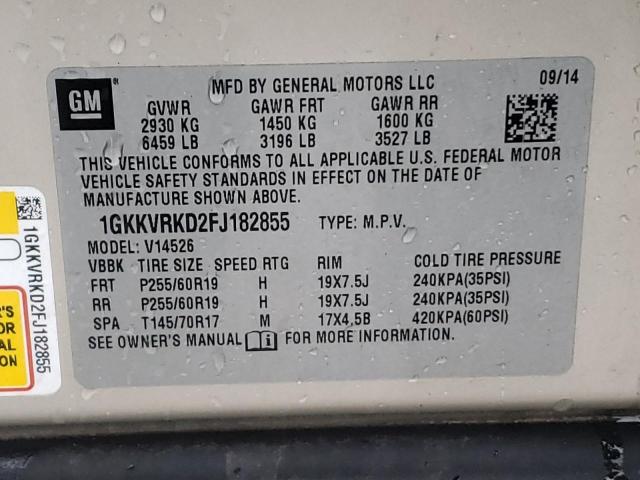 GM
MFD BY GENERAL MOTORS LLC 09/14
GVWR GAWR FRT GAWR RR
2930 KG 1450 KG 1600 KG
6459 LB 3196 LB 3527 LB
THIS VEHICLE CONFORMS TO ALL APPLICABLE U.S. FEDERAL MOTOR
VEHICLE SAFETY STANDARDS IN EFFECT ON THE DATE OF
MANUFACTURE SHOWN ABOVE.
1GKKVRKD2FJ182855 TYPE: M.P.V.
MODEL: V14526
VBBK TIRE SIZE SPEED RTG RIM COLD TIRE PRESSURE
FRT P255/60R19 H 19X7.5J 240KPA(35PSI)
RR P255/60R19 H 19X7.5J 240KPA(35PSI)
SPA T145/70R17 M 17X4,5B 420KPA(60PSI)
SEE OWNER'S MANUAL FOR MORE INFORMATION.
1GKKVRKD2FJ182855
R'S
OR
AL